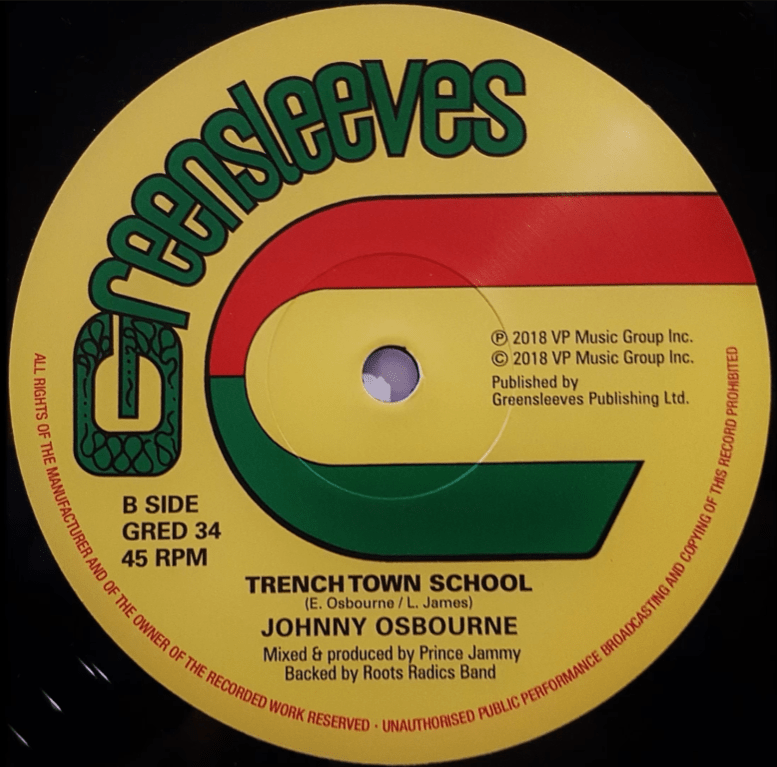 Greensleeves
℗ 2018 VP Music Group Inc.
© 2018 VP Music Group Inc.
Published by
Greensleeves Publishing Ltd.
B SIDE
GRED 34
45 RPM
TRENCHTOWN SCHOOL
(E. Osbourne / L. James)
JOHNNY OSBOURNE
Mixed & produced by Prince Jammy
Backed by Roots Radics Band
ALL RIGHTS OF THE MANUFACTURER AND OF THE OWNER OF THE RECORDED WORK RESERVED · UNAUTHORISED PUBLIC PERFORMANCE BROADCASTING AND COPYING OF THIS RECORD PROHIBITED